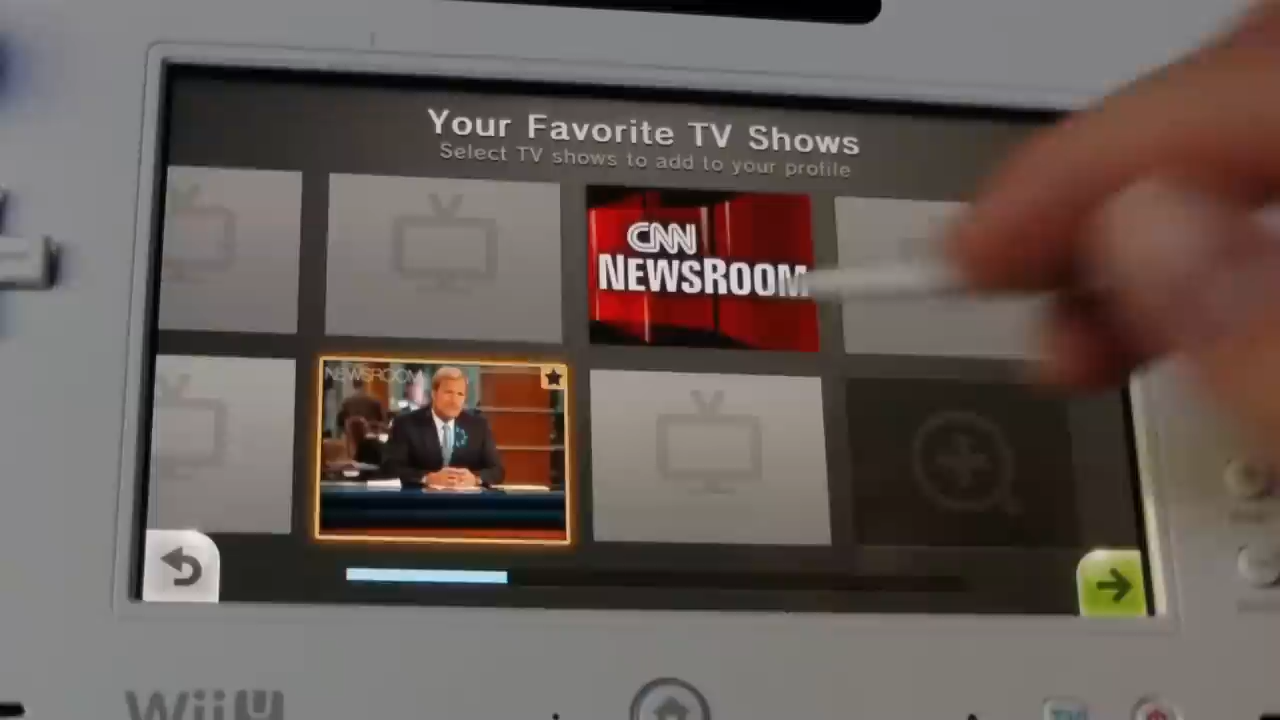 Your Favorite TV Shows
Select TV shows to add to your profile
CNN
NEWSROOM
NEWSROOM
Wii U